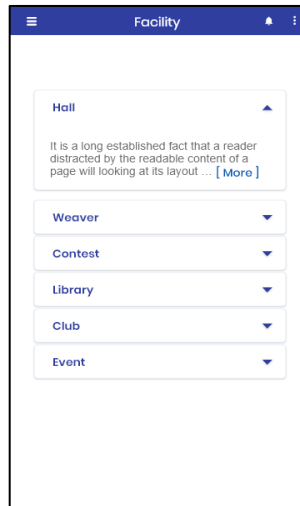 Facility
Hall
It is a long established fact that a reader
distracted by the readable content of a
page will looking at its layout ... [ More ]
Weaver
Contest
Library
Club
Event